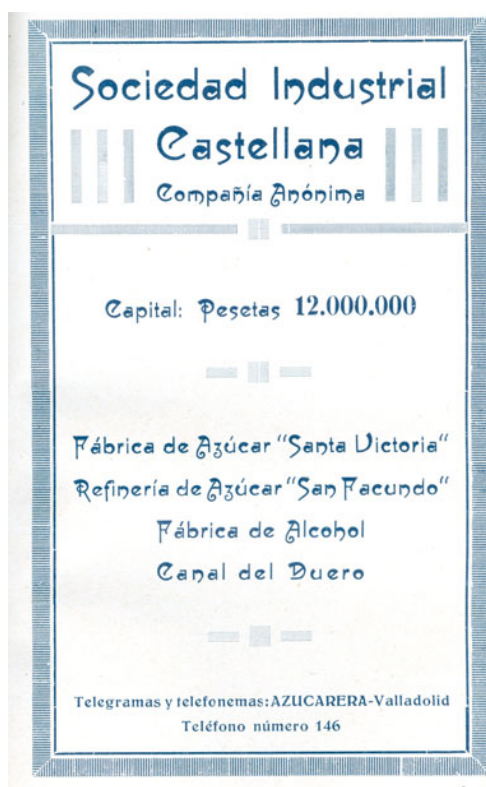 Sociedad Industrial
Castellana
Compañía Anónima
Capital: Pesetas 12.000.000
Fábrica de Azúcar "Santa Victoria"
Refinería de Azúcar "San Facundo"
Fábrica de Alcohol
Canal del Duero
Telegramas y telefonemas: AZUCARERA-Valladolid
Teléfono número 146